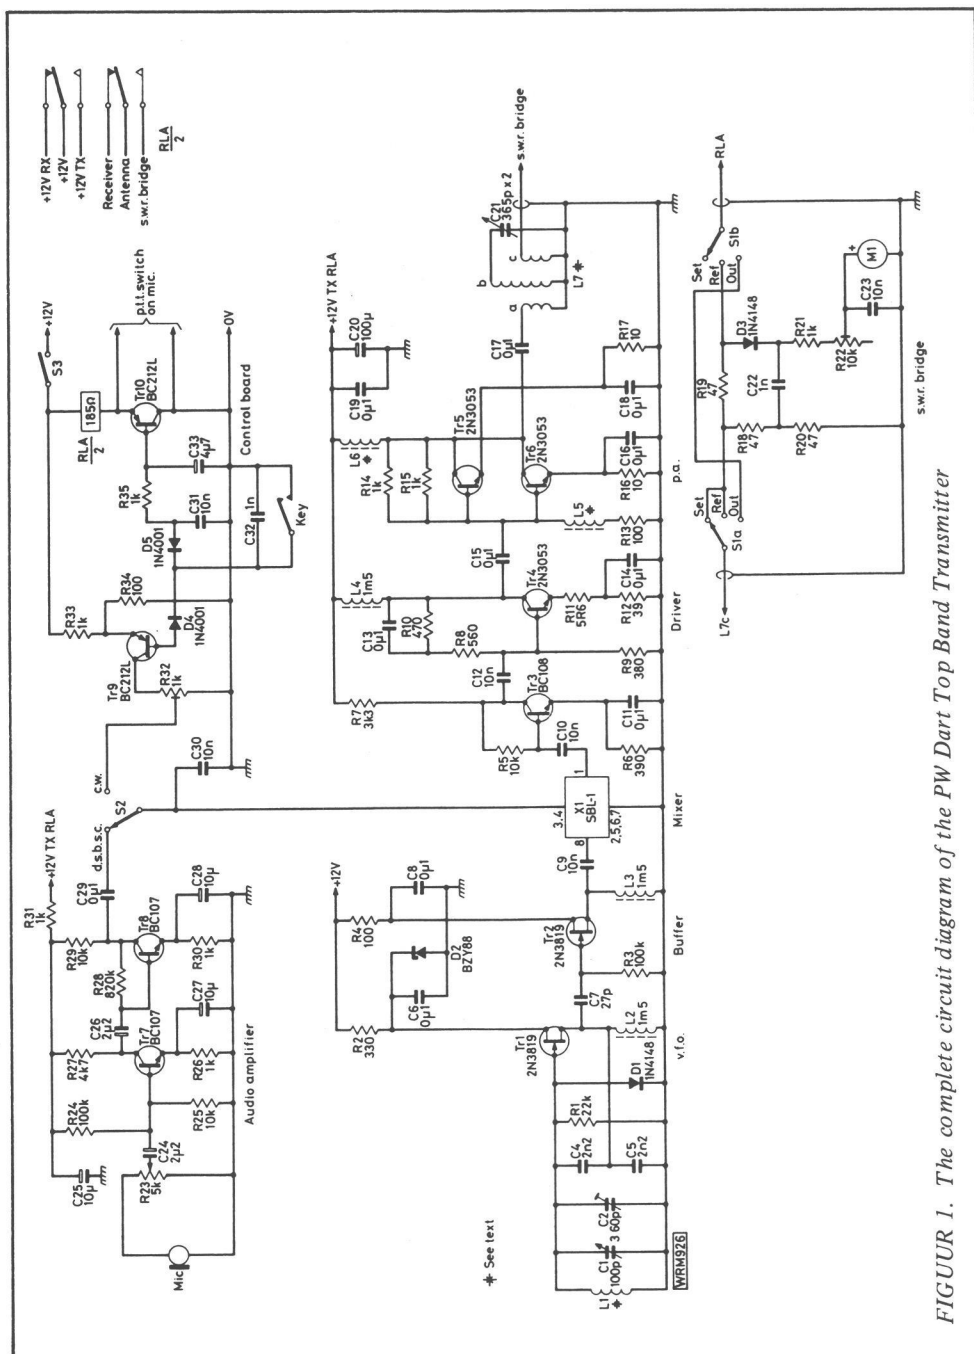 R31
1k
+12V TX RLA
C25
10µ
R24
100k
R27
4k7
C26
2µ2
R28
820k
R29
10k
C29
0µ1
d.s.b.s.c.
S2
c.w.
Tr7
BC107
Tr8
BC107
Mic
R23
5k
C24
2µ2
R25
10k
R26
1k
C27
10µ
R30
1k
C28
10µ
Audio amplifier
C30
10n
Tr9
BC212L
R32
1k
R33
1k
R34
100
D4
1N4001
D5
1N4001
R35
1k
C31
10n
C32
1n
Key
C33
4µ7
RLA
2
185Ω
Tr10
BC212L
S3
+12V
p.t.t. switch
on mic.
0V
Control board
+12V RX
+12V
+12V TX
Receiver
Antenna
s.w.r. bridge
RLA
2
* See text
WRM926
L1
*
C1
100p
C2
360p
C4
2n2
C5
2n2
R1
22k
D1
1N4148
Tr1
2N3819
L2
1m5
v.f.o.
R2
330
C6
0µ1
D2
BZY88
R4
100
C8
0µ1
+12V
C7
27p
R3
100k
Tr2
2N3819
L3
1m5
Buffer
C9
10n
8
3,4
X1
SBL-1
1
2,5,6,7
Mixer
C10
10n
R5
10k
R6
390
R7
3k3
Tr3
BC108
C11
0µ1
C12
10n
R8
560
R9
380
R10
470
C13
0µ1
L4
1m5
Tr4
2N3053
R11
5R6
R12
39
C14
0µ1
Driver
C15
0µ1
L5
*
R13
100
R14
1k
R15
1k
L6
*
Tr5
2N3053
Tr6
2N3053
R16
10
C16
0µ1
p.a.
C19
0µ1
C20
100µ
+12V TX RLA
C17
0µ1
C18
0µ1
R17
10
a
b
c
L7
*
C21
365p x 2
s.w.r. bridge
L7c
S1a
Set
Ref
Out
R18
47
R19
47
R20
47
C22
1n
D3
1N4148
R21
1k
R22
10k
C23
10n
M1
+
Set
Ref
Out
S1b
RLA
s.w.r. bridge
FIGUUR 1. The complete circuit diagram of the PW Dart Top Band Transmitter